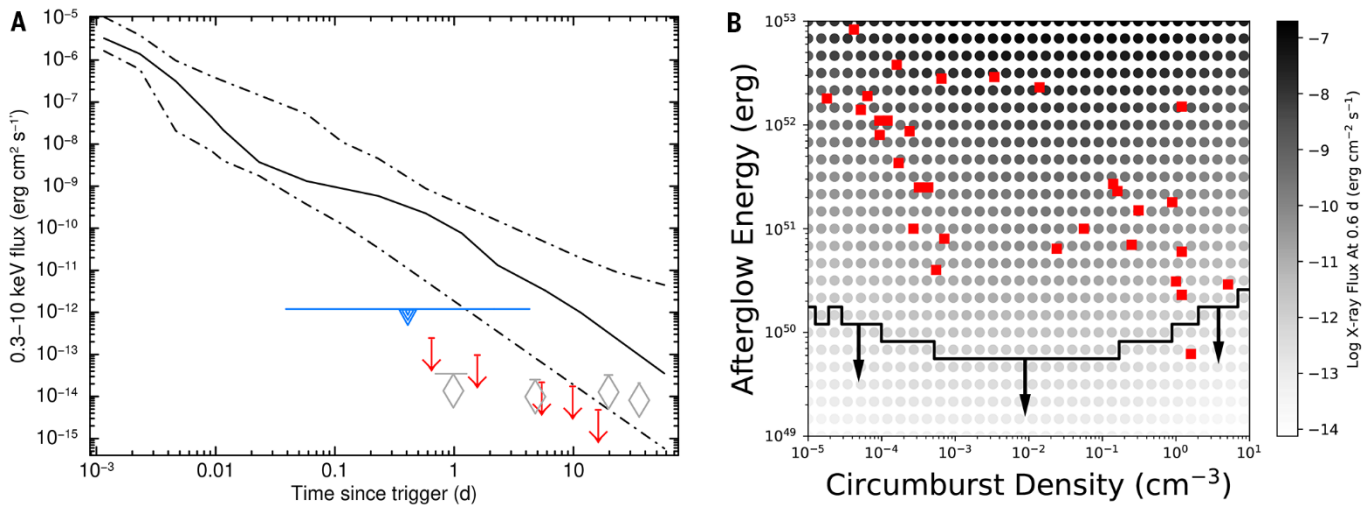 A
0.3–10 keV flux (erg cm² s⁻¹)
10⁻⁵
10⁻⁶
10⁻⁷
10⁻⁸
10⁻⁹
10⁻¹⁰
10⁻¹¹
10⁻¹²
10⁻¹³
10⁻¹⁴
10⁻¹⁵
10⁻³ 0.01 0.1 1 10
Time since trigger (d)
B
Afterglow Energy (erg)
10⁵³
10⁵²
10⁵¹
10⁵⁰
10⁴⁹
10⁻⁵ 10⁻⁴ 10⁻³ 10⁻² 10⁻¹ 10⁰ 10¹
Circumburst Density (cm⁻³)
−7
−8
−9
−10
−11
−12
−13
−14
Log X-ray Flux At 0.6 d (erg cm⁻² s⁻¹)